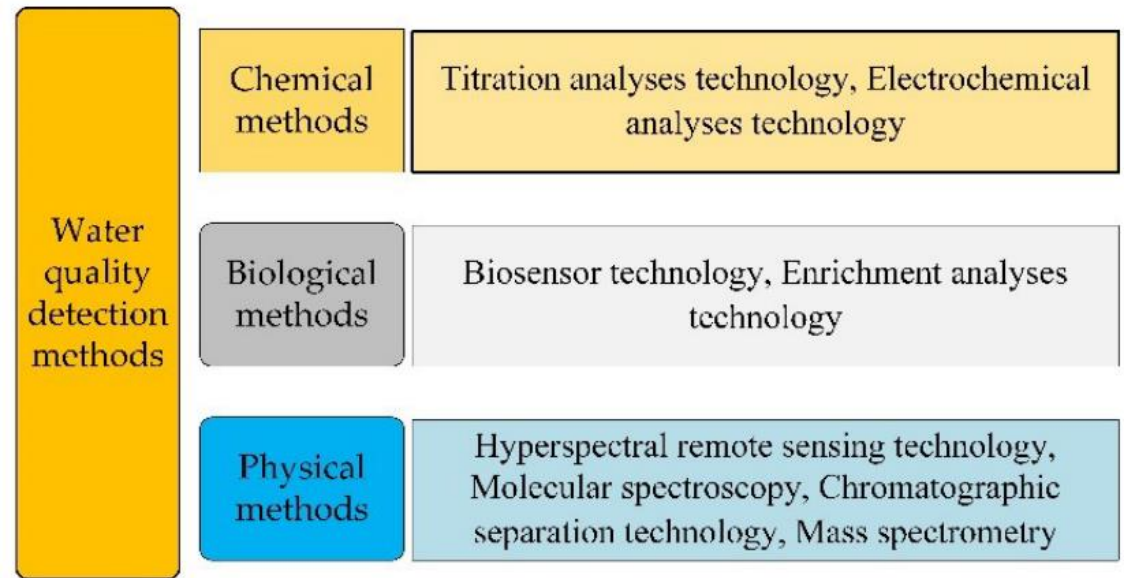 Water
quality
detection
methods
Chemical
methods
Titration analyses technology, Electrochemical
analyses technology
Biological
methods
Biosensor technology, Enrichment analyses
technology
Physical
methods
Hyperspectral remote sensing technology,
Molecular spectroscopy, Chromatographic
separation technology, Mass spectrometry